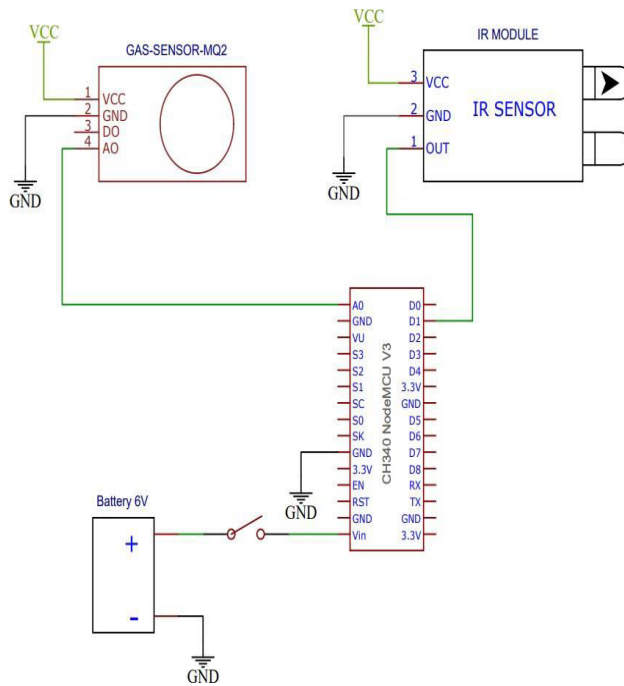 VCC
GAS-SENSOR-MQ2
1 VCC
2 GND
3 DO
4 AO
GND
IR MODULE
VCC
3 VCC
2 GND
1 OUT
IR SENSOR
GND
CH340 NodeMCU V3
A0
GND
VU
S3
S2
S1
SC
S0
SK
GND
3.3V
EN
RST
GND
Vin
D0
D1
D2
D3
D4
3.3V
GND
D5
D6
D7
D8
RX
TX
GND
3.3V
GND
Battery 6V
+
-
GND